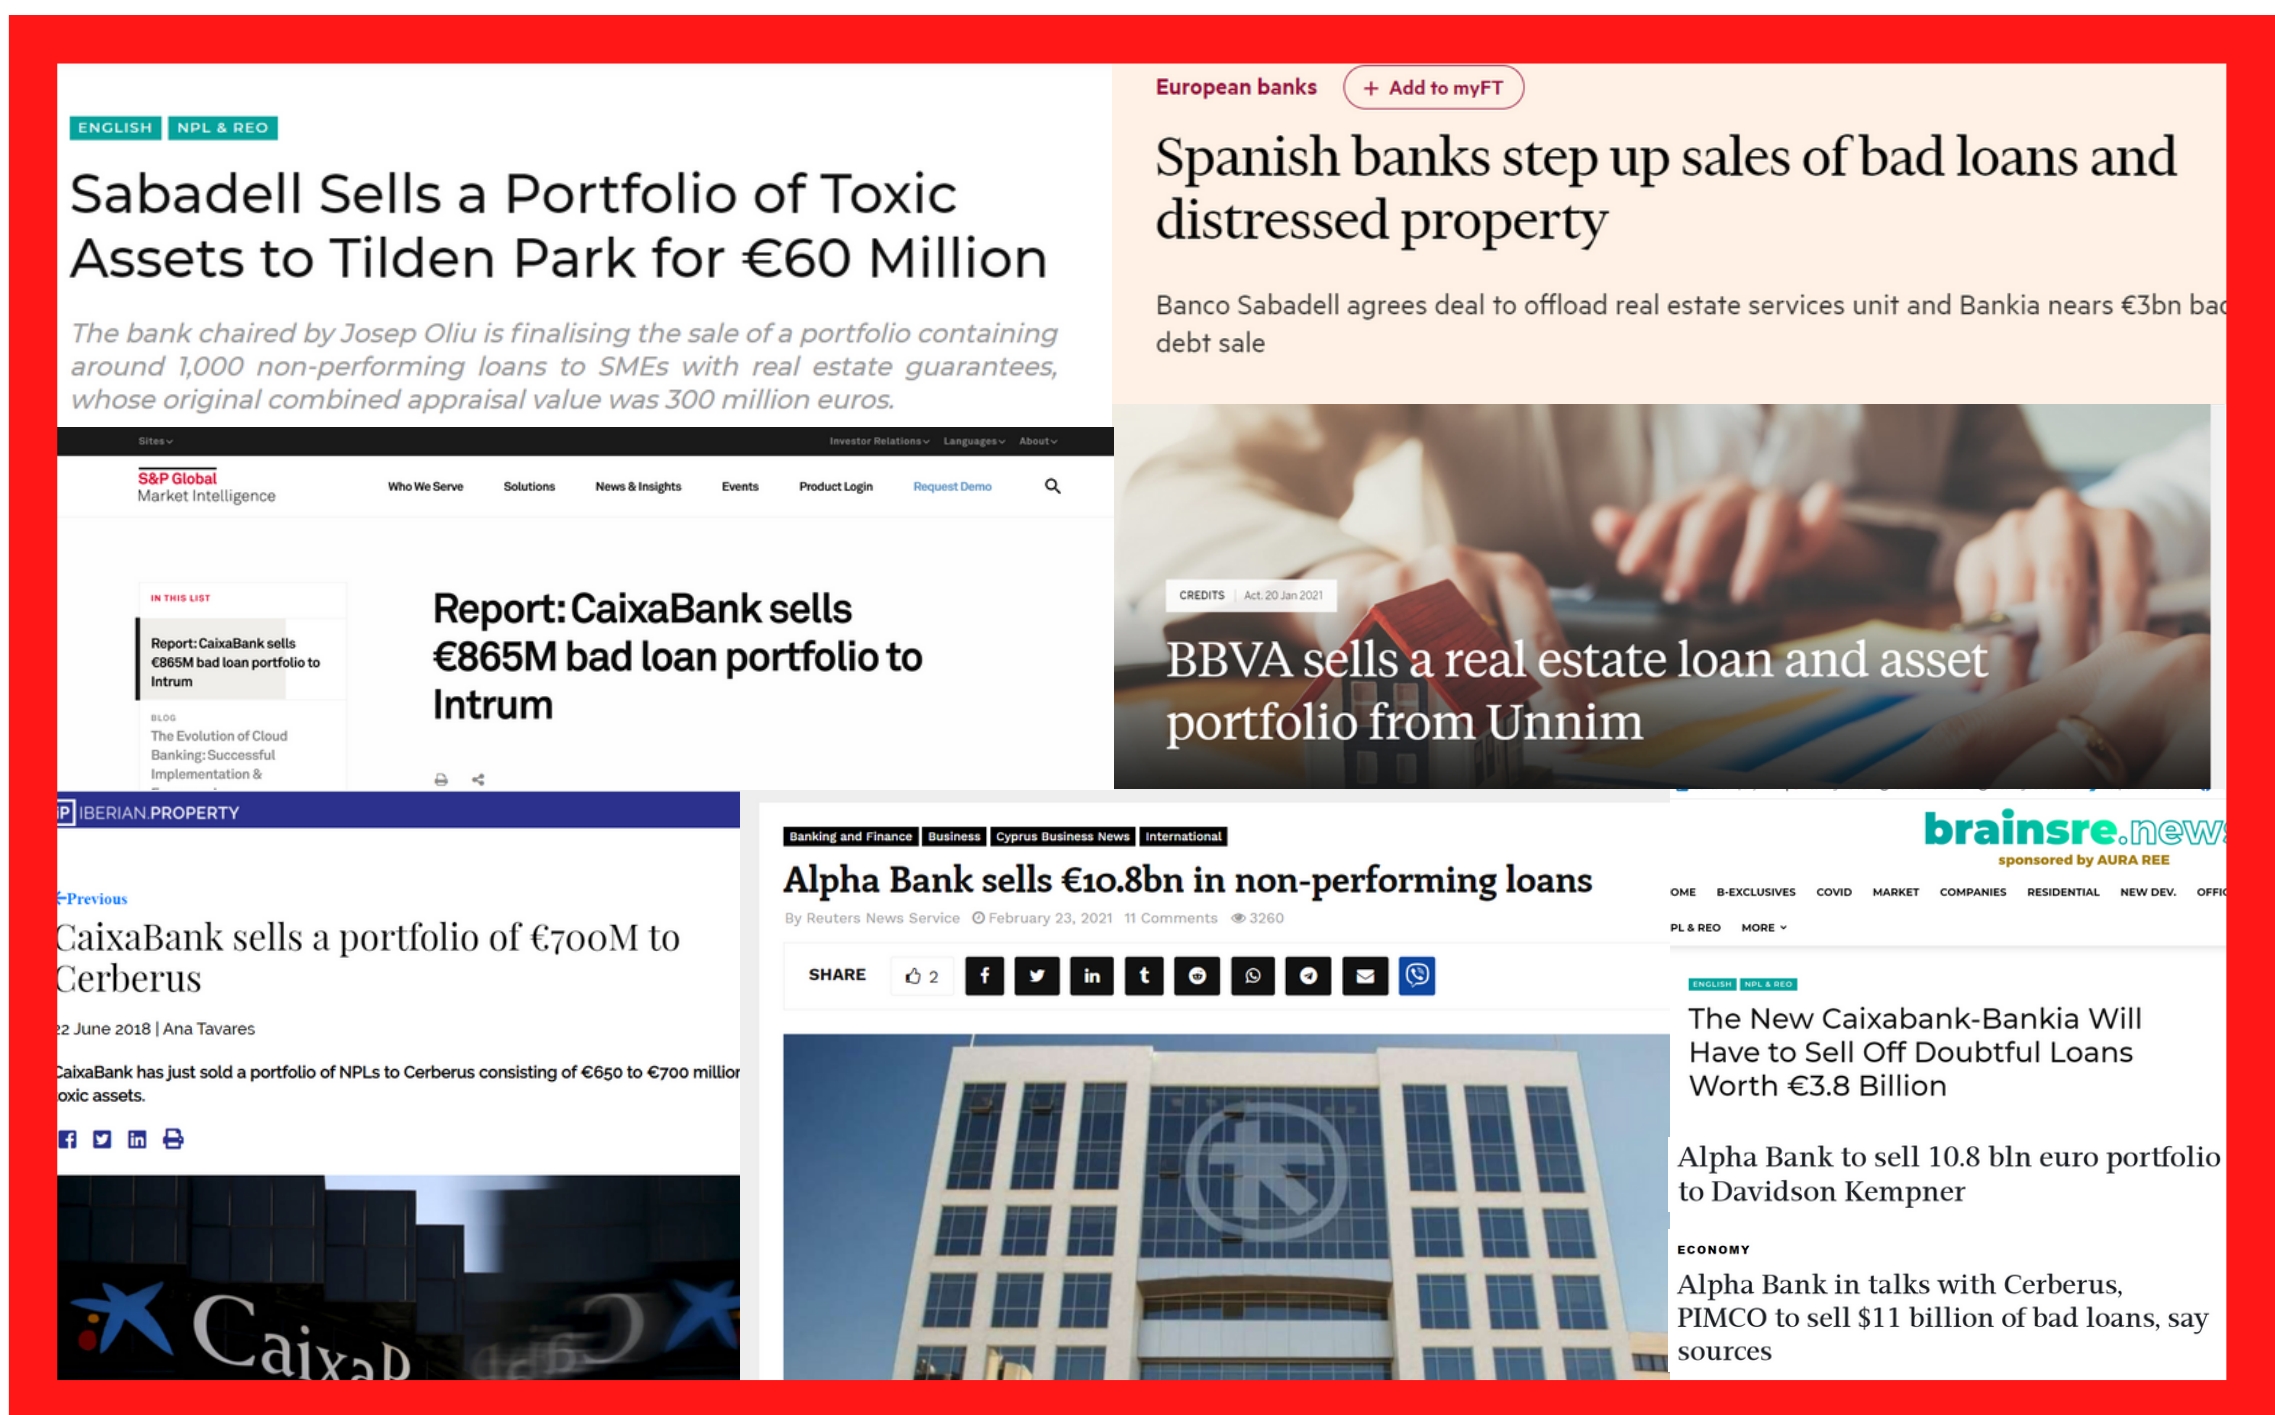 ENGLISH NPL & REO
Sabadell Sells a Portfolio of Toxic
Assets to Tilden Park for €60 Million
The bank chaired by Josep Oliu is finalising the sale of a portfolio containing
around 1,000 non-performing loans to SMEs with real estate guarantees,
whose original combined appraisal value was 300 million euros.
European banks + Add to myFT
Spanish banks step up sales of bad loans and
distressed property
Banco Sabadell agrees deal to offload real estate services unit and Bankia nears €3bn bad
debt sale
Sites Investor Relations Languages About
S&P Global
Market Intelligence
Who We Serve Solutions News & Insights Events Product Login Request Demo
IN THIS LIST
Report: CaixaBank sells
€865M bad loan portfolio to
Intrum
BLOG
The Evolution of Cloud
Banking: Successful
Implementation &
Report: CaixaBank sells
€865M bad loan portfolio to
Intrum
CREDITS | Act. 20 Jan 2021
BBVA sells a real estate loan and asset
portfolio from Unnim
iP IBERIAN.PROPERTY
←Previous
CaixaBank sells a portfolio of €700M to
Cerberus
22 June 2018 | Ana Tavares
CaixaBank has just sold a portfolio of NPLs to Cerberus consisting of €650 to €700 million
oxic assets.
CaixaB
Banking and Finance Business Cyprus Business News International
Alpha Bank sells €10.8bn in non-performing loans
By Reuters News Service February 23, 2021 11 Comments 3260
SHARE 2
brainsre.news
sponsored by AURA REE
OME B-EXCLUSIVES COVID MARKET COMPANIES RESIDENTIAL NEW DEV. OFFIC
PL & REO MORE
ENGLISH NPL & REO
The New Caixabank-Bankia Will
Have to Sell Off Doubtful Loans
Worth €3.8 Billion
Alpha Bank to sell 10.8 bln euro portfolio
to Davidson Kempner
ECONOMY
Alpha Bank in talks with Cerberus,
PIMCO to sell $11 billion of bad loans, say
sources